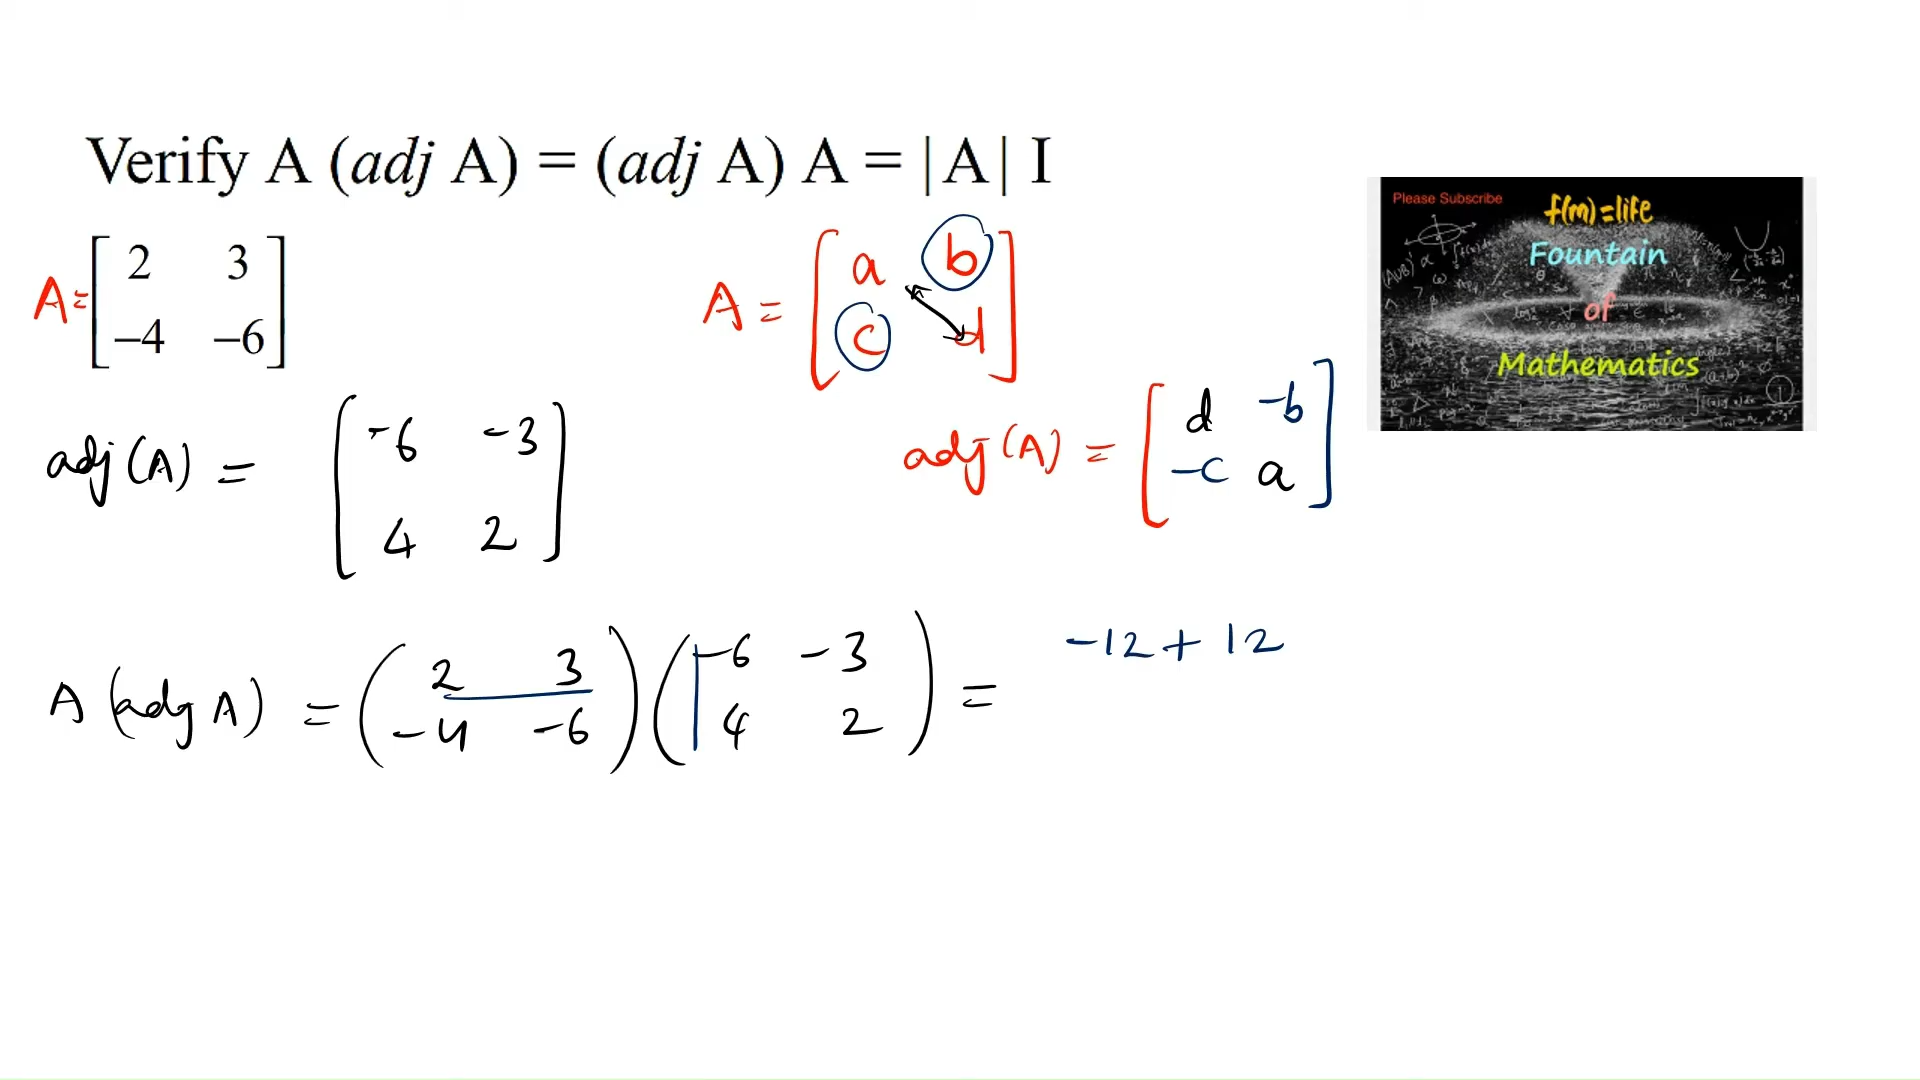 Verify A (adj A) = (adj A) A = |A| I
A = [ 2 3
-4 -6 ]
A = [ a b
c d ]
adj(A) = [ -6 -3
4 2 ]
adj(A) = [ d -b
-c a ]
A (adj A) = ( 2 3
-4 -6 ) ( -6 -3
4 2 ) = -12 + 12
Please Subscribe
f(m)=life
Fountain
of
Mathematics